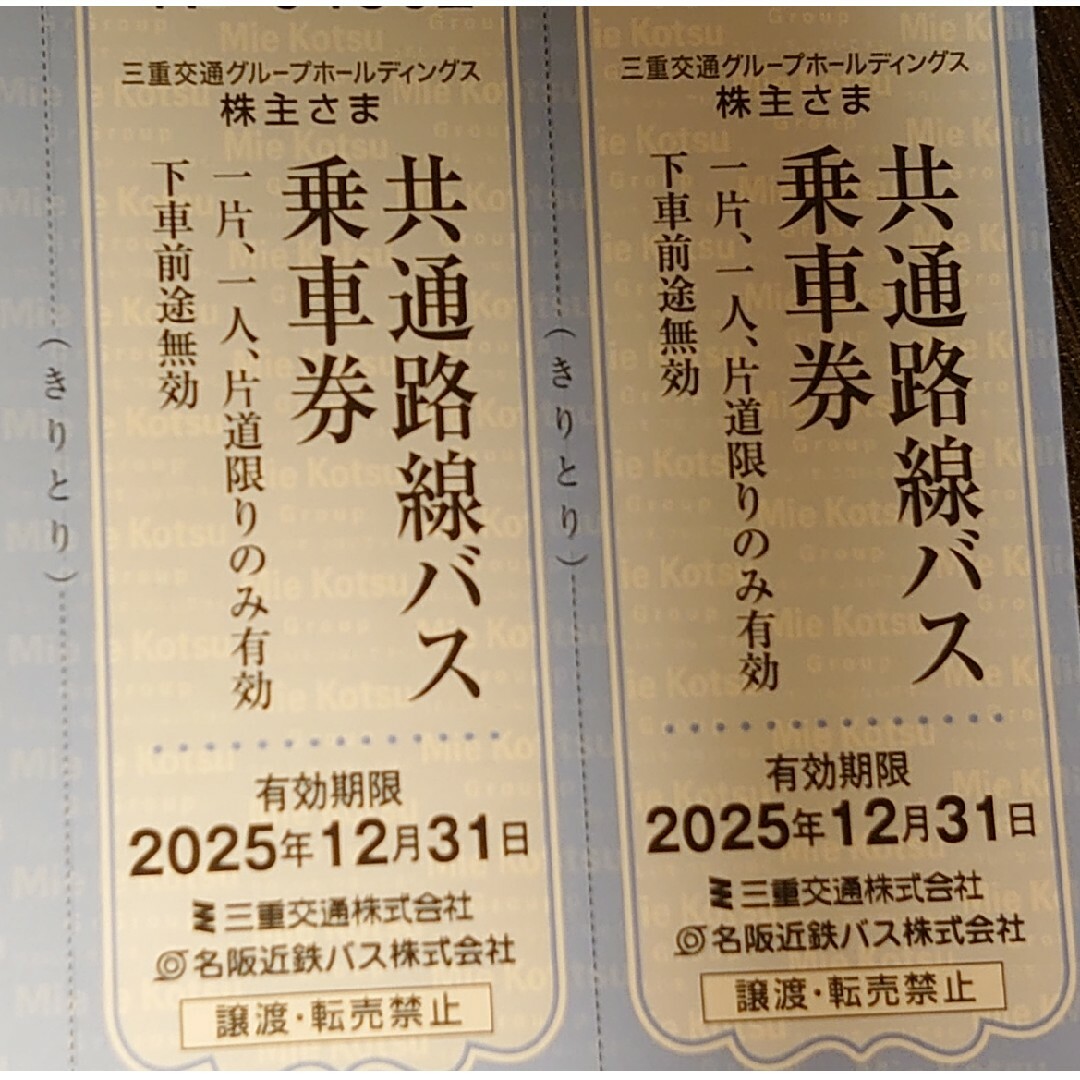 三重交通グループホールディングス
株主さま
共通路線バス
乗車券
一片、一人、片道限りのみ有効
下車前途無効
有効期限
2025年12月31日
三重交通株式会社
名阪近鉄バス株式会社
譲渡・転売禁止
(きりとり)
三重交通グループホールディングス
株主さま
共通路線バス
乗車券
一片、一人、片道限りのみ有効
下車前途無効
有効期限
2025年12月31日
三重交通株式会社
名阪近鉄バス株式会社
譲渡・転売禁止
(きりとり)
Mie Kotsu
Group